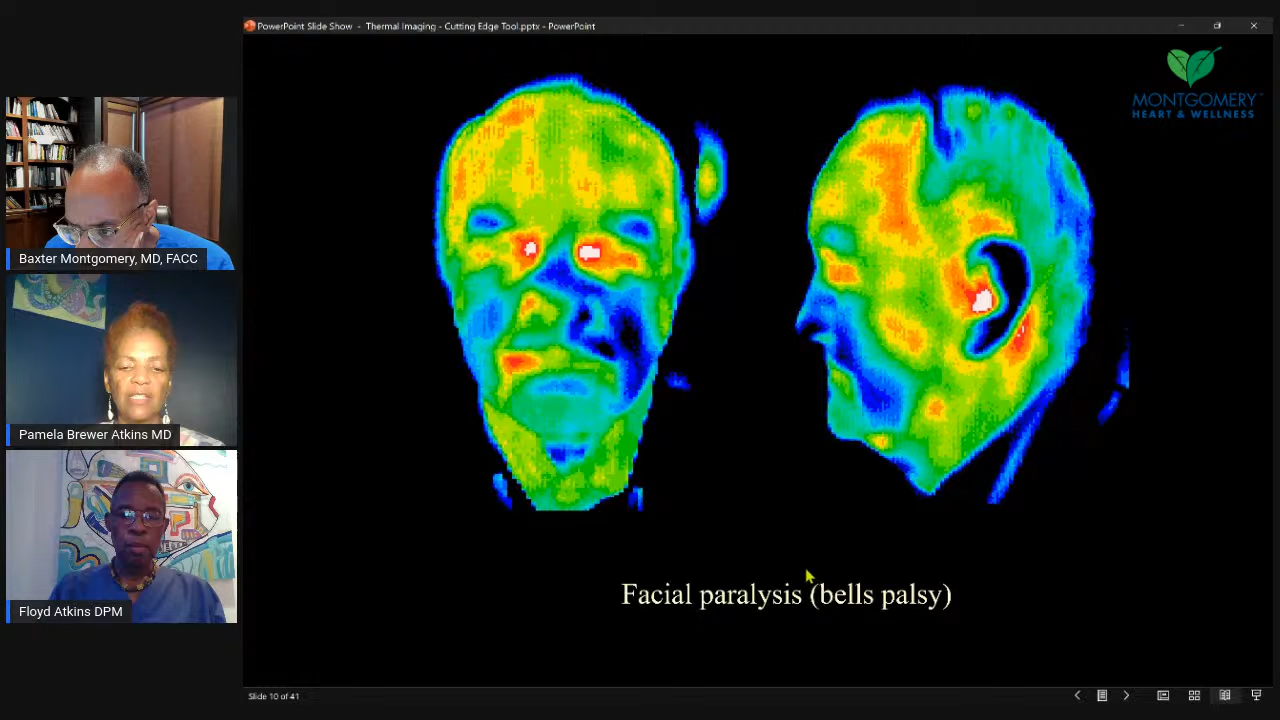 PowerPoint Slide Show - Thermal Imaging - Cutting Edge Tool.pptx - PowerPoint
MONTGOMERY™
HEART & WELLNESS
Baxter Montgomery, MD, FACC
Pamela Brewer Atkins MD
Floyd Atkins DPM
Facial paralysis (bells palsy)
Slide 10 of 41